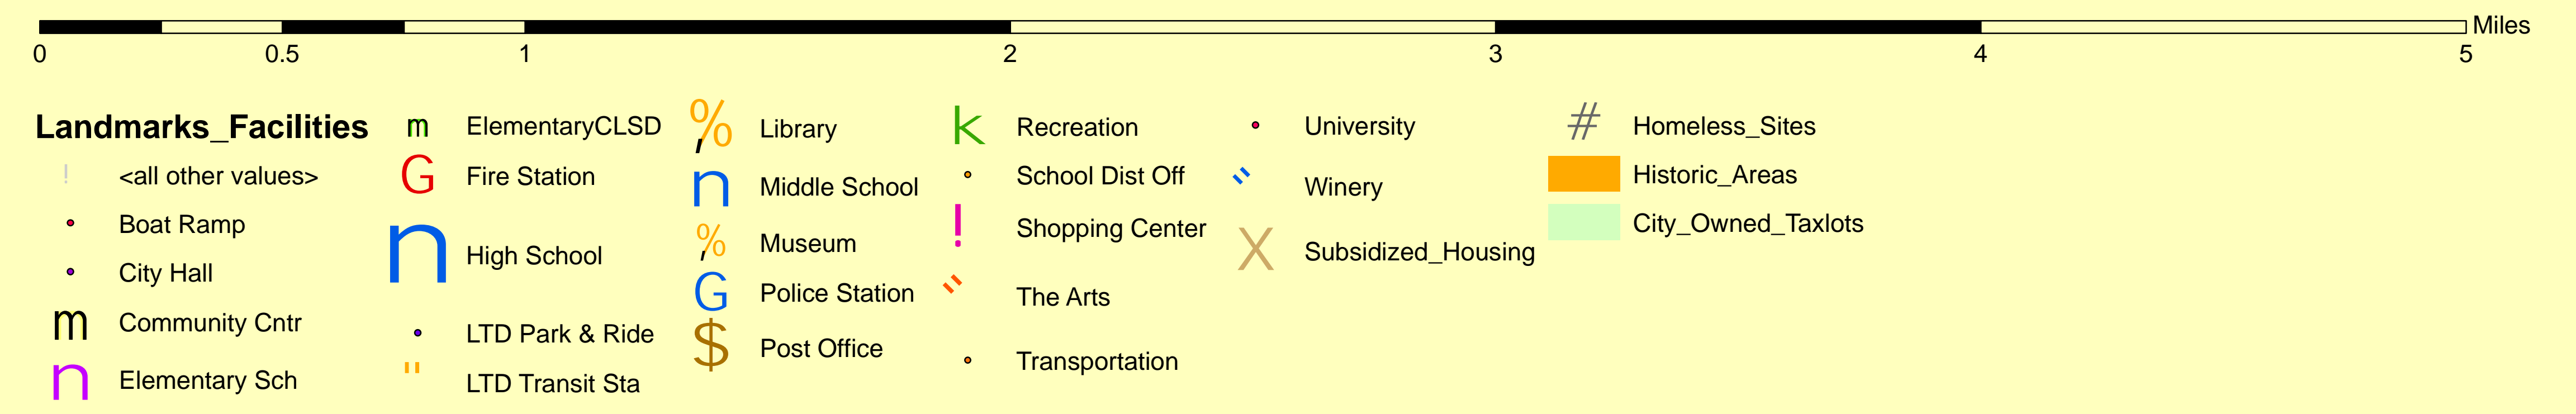 Miles
0 0.5 1 2 3 4 5
Landmarks_Facilities
! <all other values>
Boat Ramp
City Hall
m Community Cntr
n Elementary Sch
m ElementaryCLSD
G Fire Station
n High School
LTD Park & Ride
" LTD Transit Sta
%, Library
n Middle School
%, Museum
G Police Station
$ Post Office
k Recreation
School Dist Off
! Shopping Center
" The Arts
Transportation
University
" Winery
X Subsidized_Housing
# Homeless_Sites
Historic_Areas
City_Owned_Taxlots